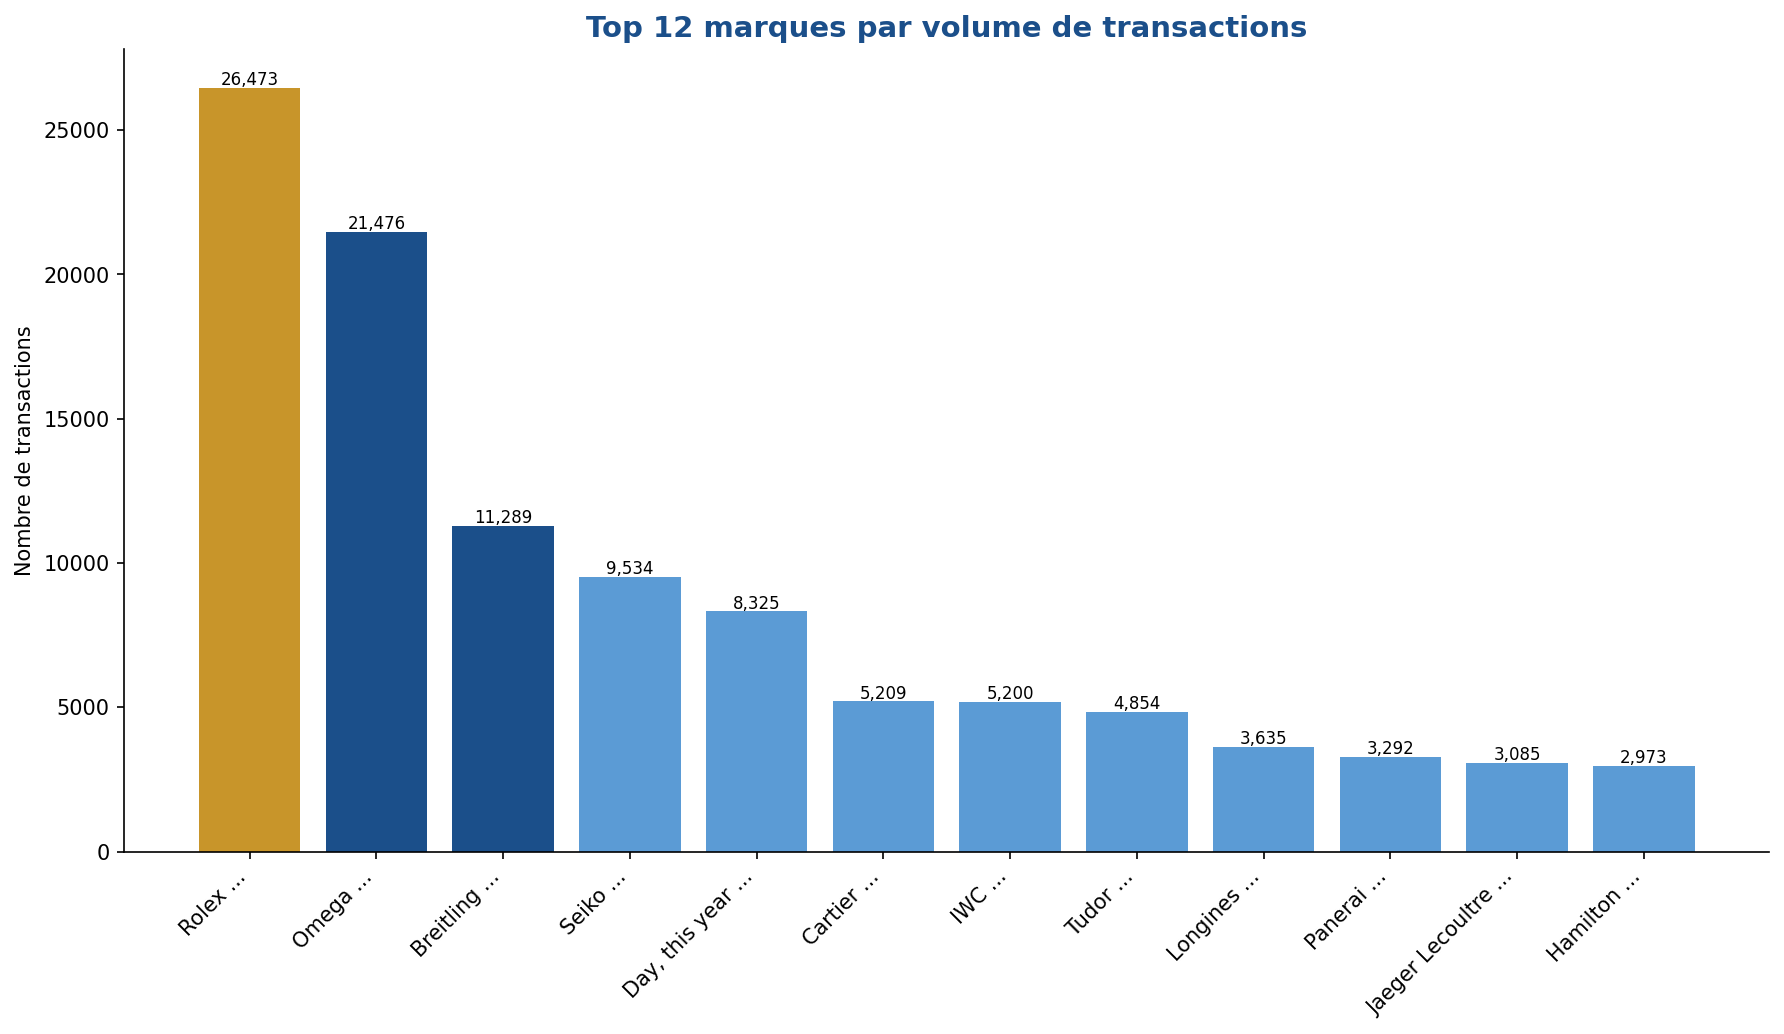 Top 12 marques par volume de transactions
Nombre de transactions
25000
20000
15000
10000
5000
0
26,473
21,476
11,289
9,534
8,325
5,209
5,200
4,854
3,635
3,292
3,085
2,973
Rolex ...
Omega ...
Breitling ...
Seiko ...
Day, this year ...
Cartier ...
IWC ...
Tudor ...
Longines ...
Panerai ...
Jaeger Lecoultre ...
Hamilton ...